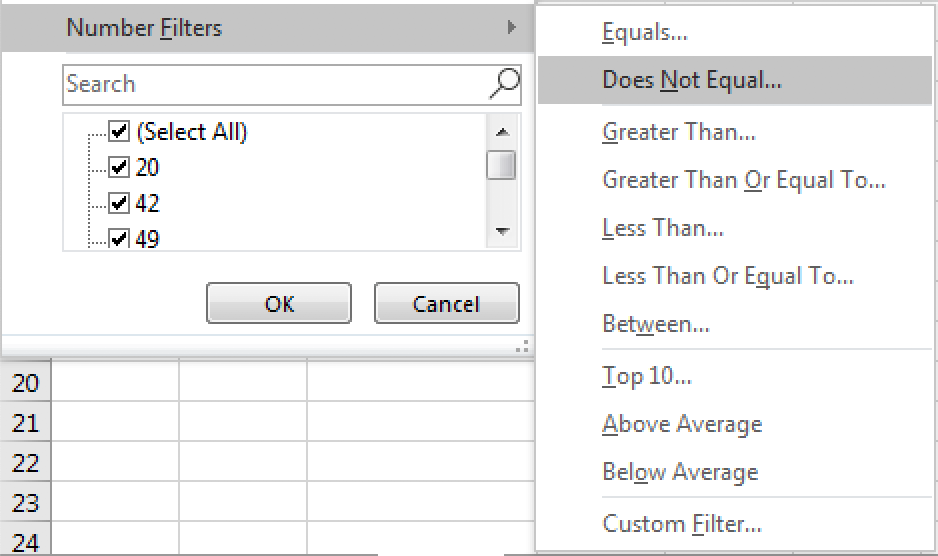 Number Filters
Search
(Select All)
20
42
49
OK Cancel
20
21
22
23
24
Equals...
Does Not Equal...
Greater Than...
Greater Than Or Equal To...
Less Than...
Less Than Or Equal To...
Between...
Top 10...
Above Average
Below Average
Custom Filter...